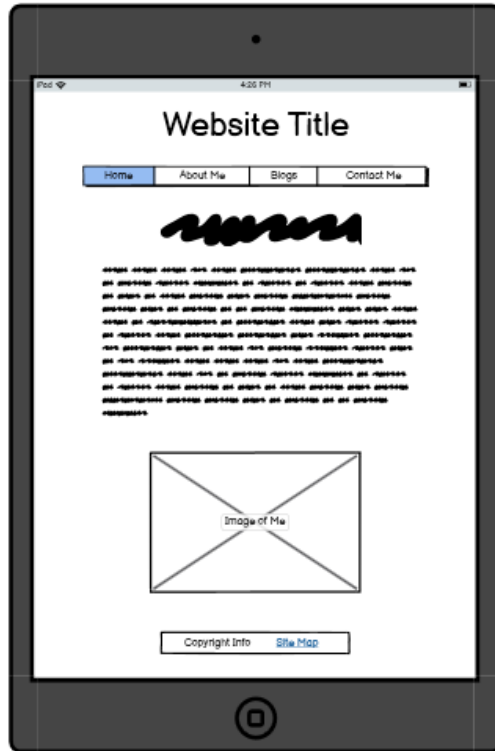 iPad 4:26 PM
Website Title
Home About Me Blogs Contact Me
Image of Me
Copyright Info Site Map